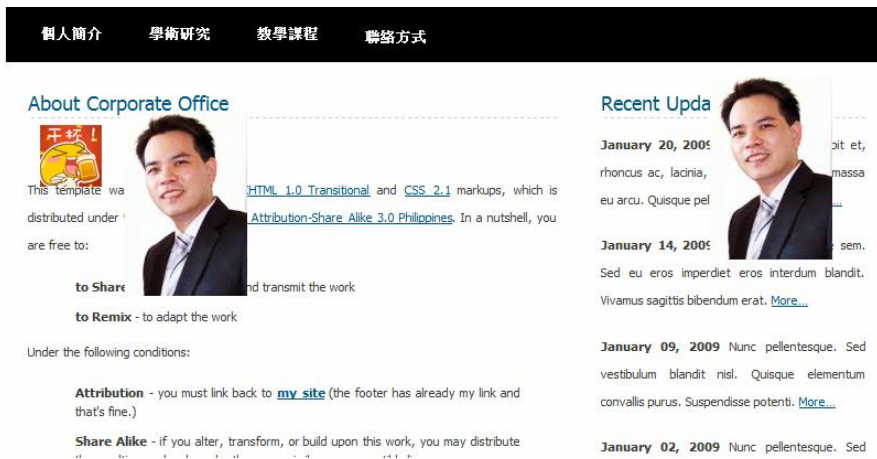 個人簡介 學術研究 教學課程 聯絡方式
About Corporate Office
干杯!
This template wa HTML 1.0 Transitional and CSS 2.1 markups, which is
distributed under Attribution-Share Alike 3.0 Philippines. In a nutshell, you
are free to:
to Share nd transmit the work
to Remix - to adapt the work
Under the following conditions:
Attribution - you must link back to my site (the footer has already my link and
that's fine.)
Share Alike - if you alter, transform, or build upon this work, you may distribute
Recent Upda
January 20, 2009 et,
rhoncus ac, lacinia, massa
eu arcu. Quisque pel
January 14, 2009 sem.
Sed eu eros imperdiet eros interdum blandit.
Vivamus sagittis bibendum erat. More...
January 09, 2009 Nunc pellentesque. Sed
vestibulum blandit nisl. Quisque elementum
convallis purus. Suspendisse potenti. More...
January 02, 2009 Nunc pellentesque. Sed